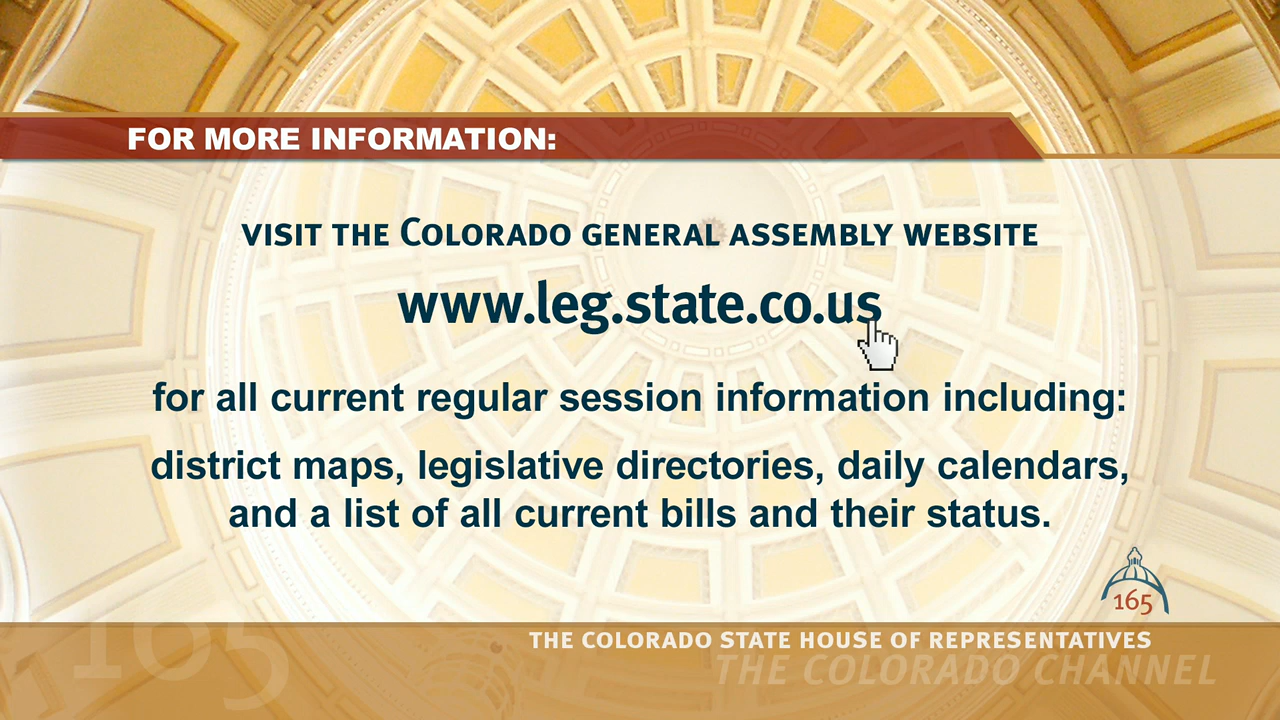 FOR MORE INFORMATION:
VISIT THE COLORADO GENERAL ASSEMBLY WEBSITE
www.leg.state.co.us
for all current regular session information including:
district maps, legislative directories, daily calendars,
and a list of all current bills and their status.
165
165
THE COLORADO STATE HOUSE OF REPRESENTATIVES
THE COLORADO CHANNEL